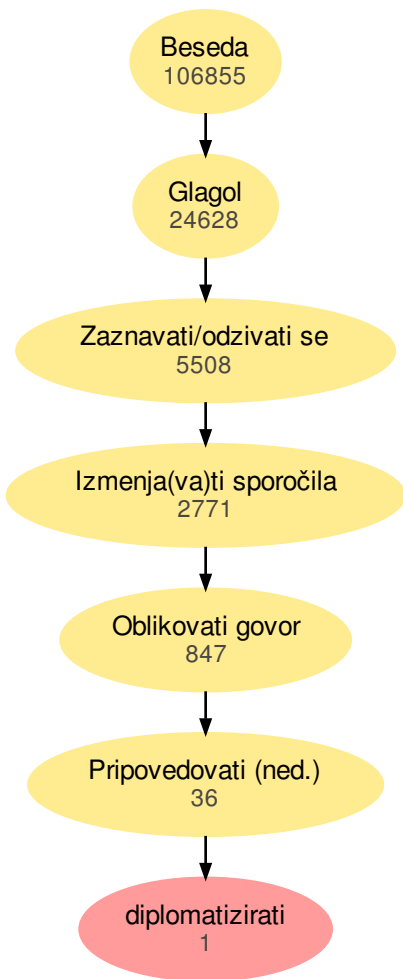 Beseda
106855
Glagol
24628
Zaznavati/odzivati se
5508
Izmenja(va)ti sporočila
2771
Oblikovati govor
847
Pripovedovati (ned.)
36
diplomatizirati
1